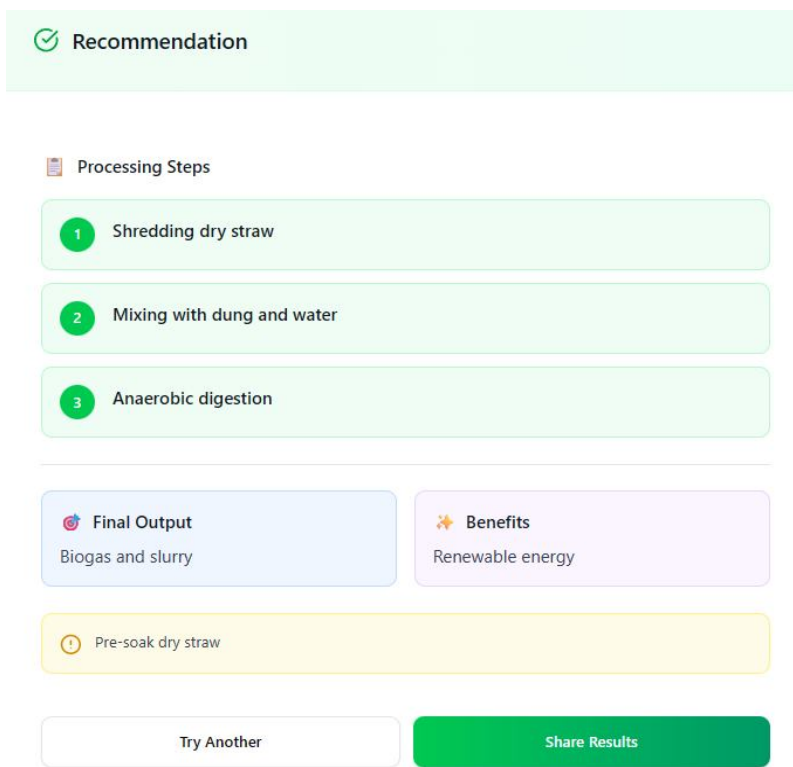 Recommendation
Processing Steps
1 Shredding dry straw
2 Mixing with dung and water
3 Anaerobic digestion
Final Output
Biogas and slurry
Benefits
Renewable energy
Pre-soak dry straw
Try Another
Share Results